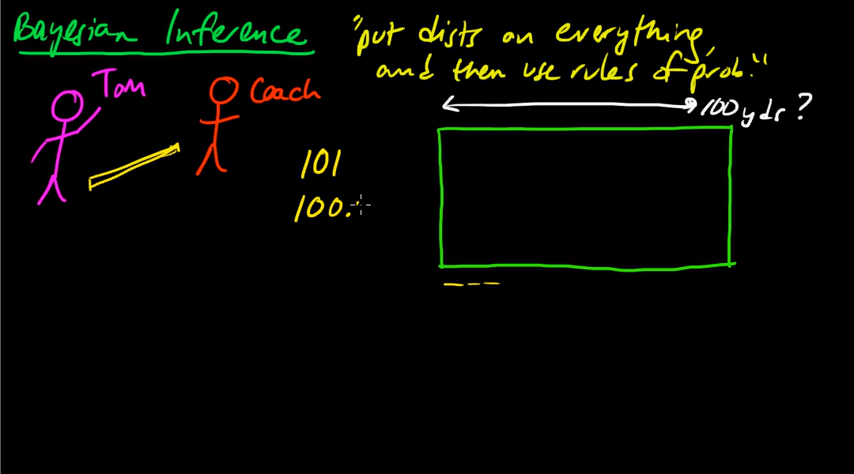 Bayesian Inference
"put dists on everything,
and then use rules of prob."
Tom
Coach
100 yds?
101
100.